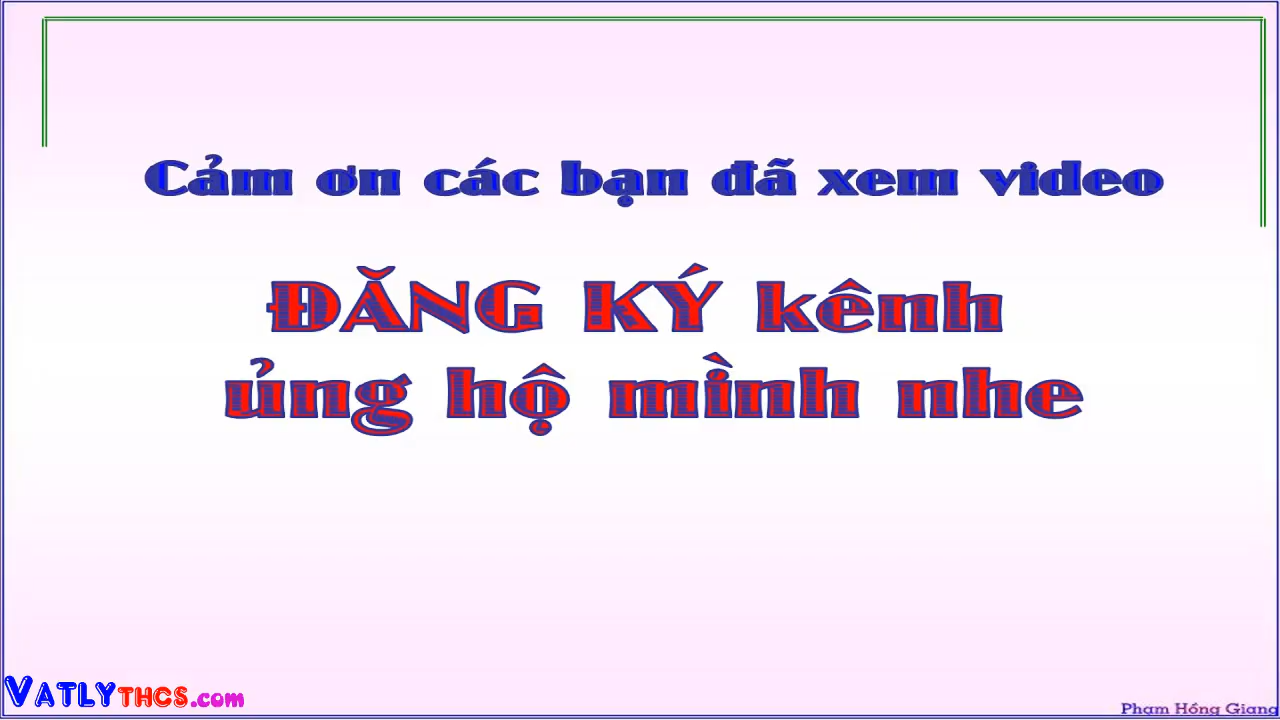 Cảm ơn các bạn đã xem video
ĐĂNG KÝ kênh
ủng hộ mình nhe
VATLYTHCS.com
Phạm Hồng Giang